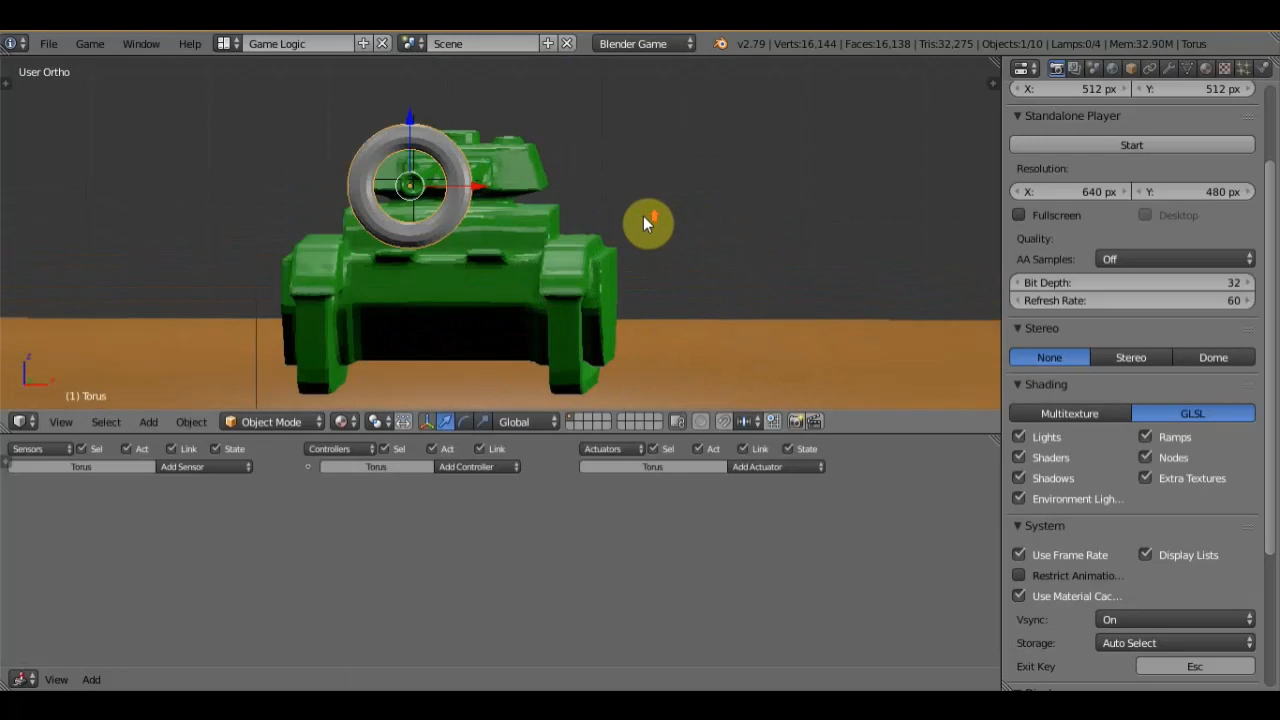 File Game Window Help Game Logic Scene Blender Game v2.79 | Verts:16,144 | Faces:16,138 | Tris:32,275 | Objects:1/10 | Lamps:0/4 | Mem:32.90M | Torus
User Ortho
X: 512 px Y: 512 px
Standalone Player
Start
Resolution:
X: 640 px Y: 480 px
Fullscreen Desktop
Quality:
AA Samples: Off
Bit Depth: 32
Refresh Rate: 60
Stereo
None Stereo Dome
Shading
Multitexture GLSL
Lights Ramps
Shaders Nodes
Shadows Extra Textures
Environment Ligh...
System
Use Frame Rate Display Lists
Restrict Animatio...
Use Material Cac...
Vsync: On
Storage: Auto Select
Exit Key Esc
z
x
(1) Torus
View Select Add Object Object Mode Global
Sensors Sel Act Link State Controllers Sel Act Link Actuators Sel Act Link State
Torus Add Sensor Torus Add Controller Torus Add Actuator
View Add